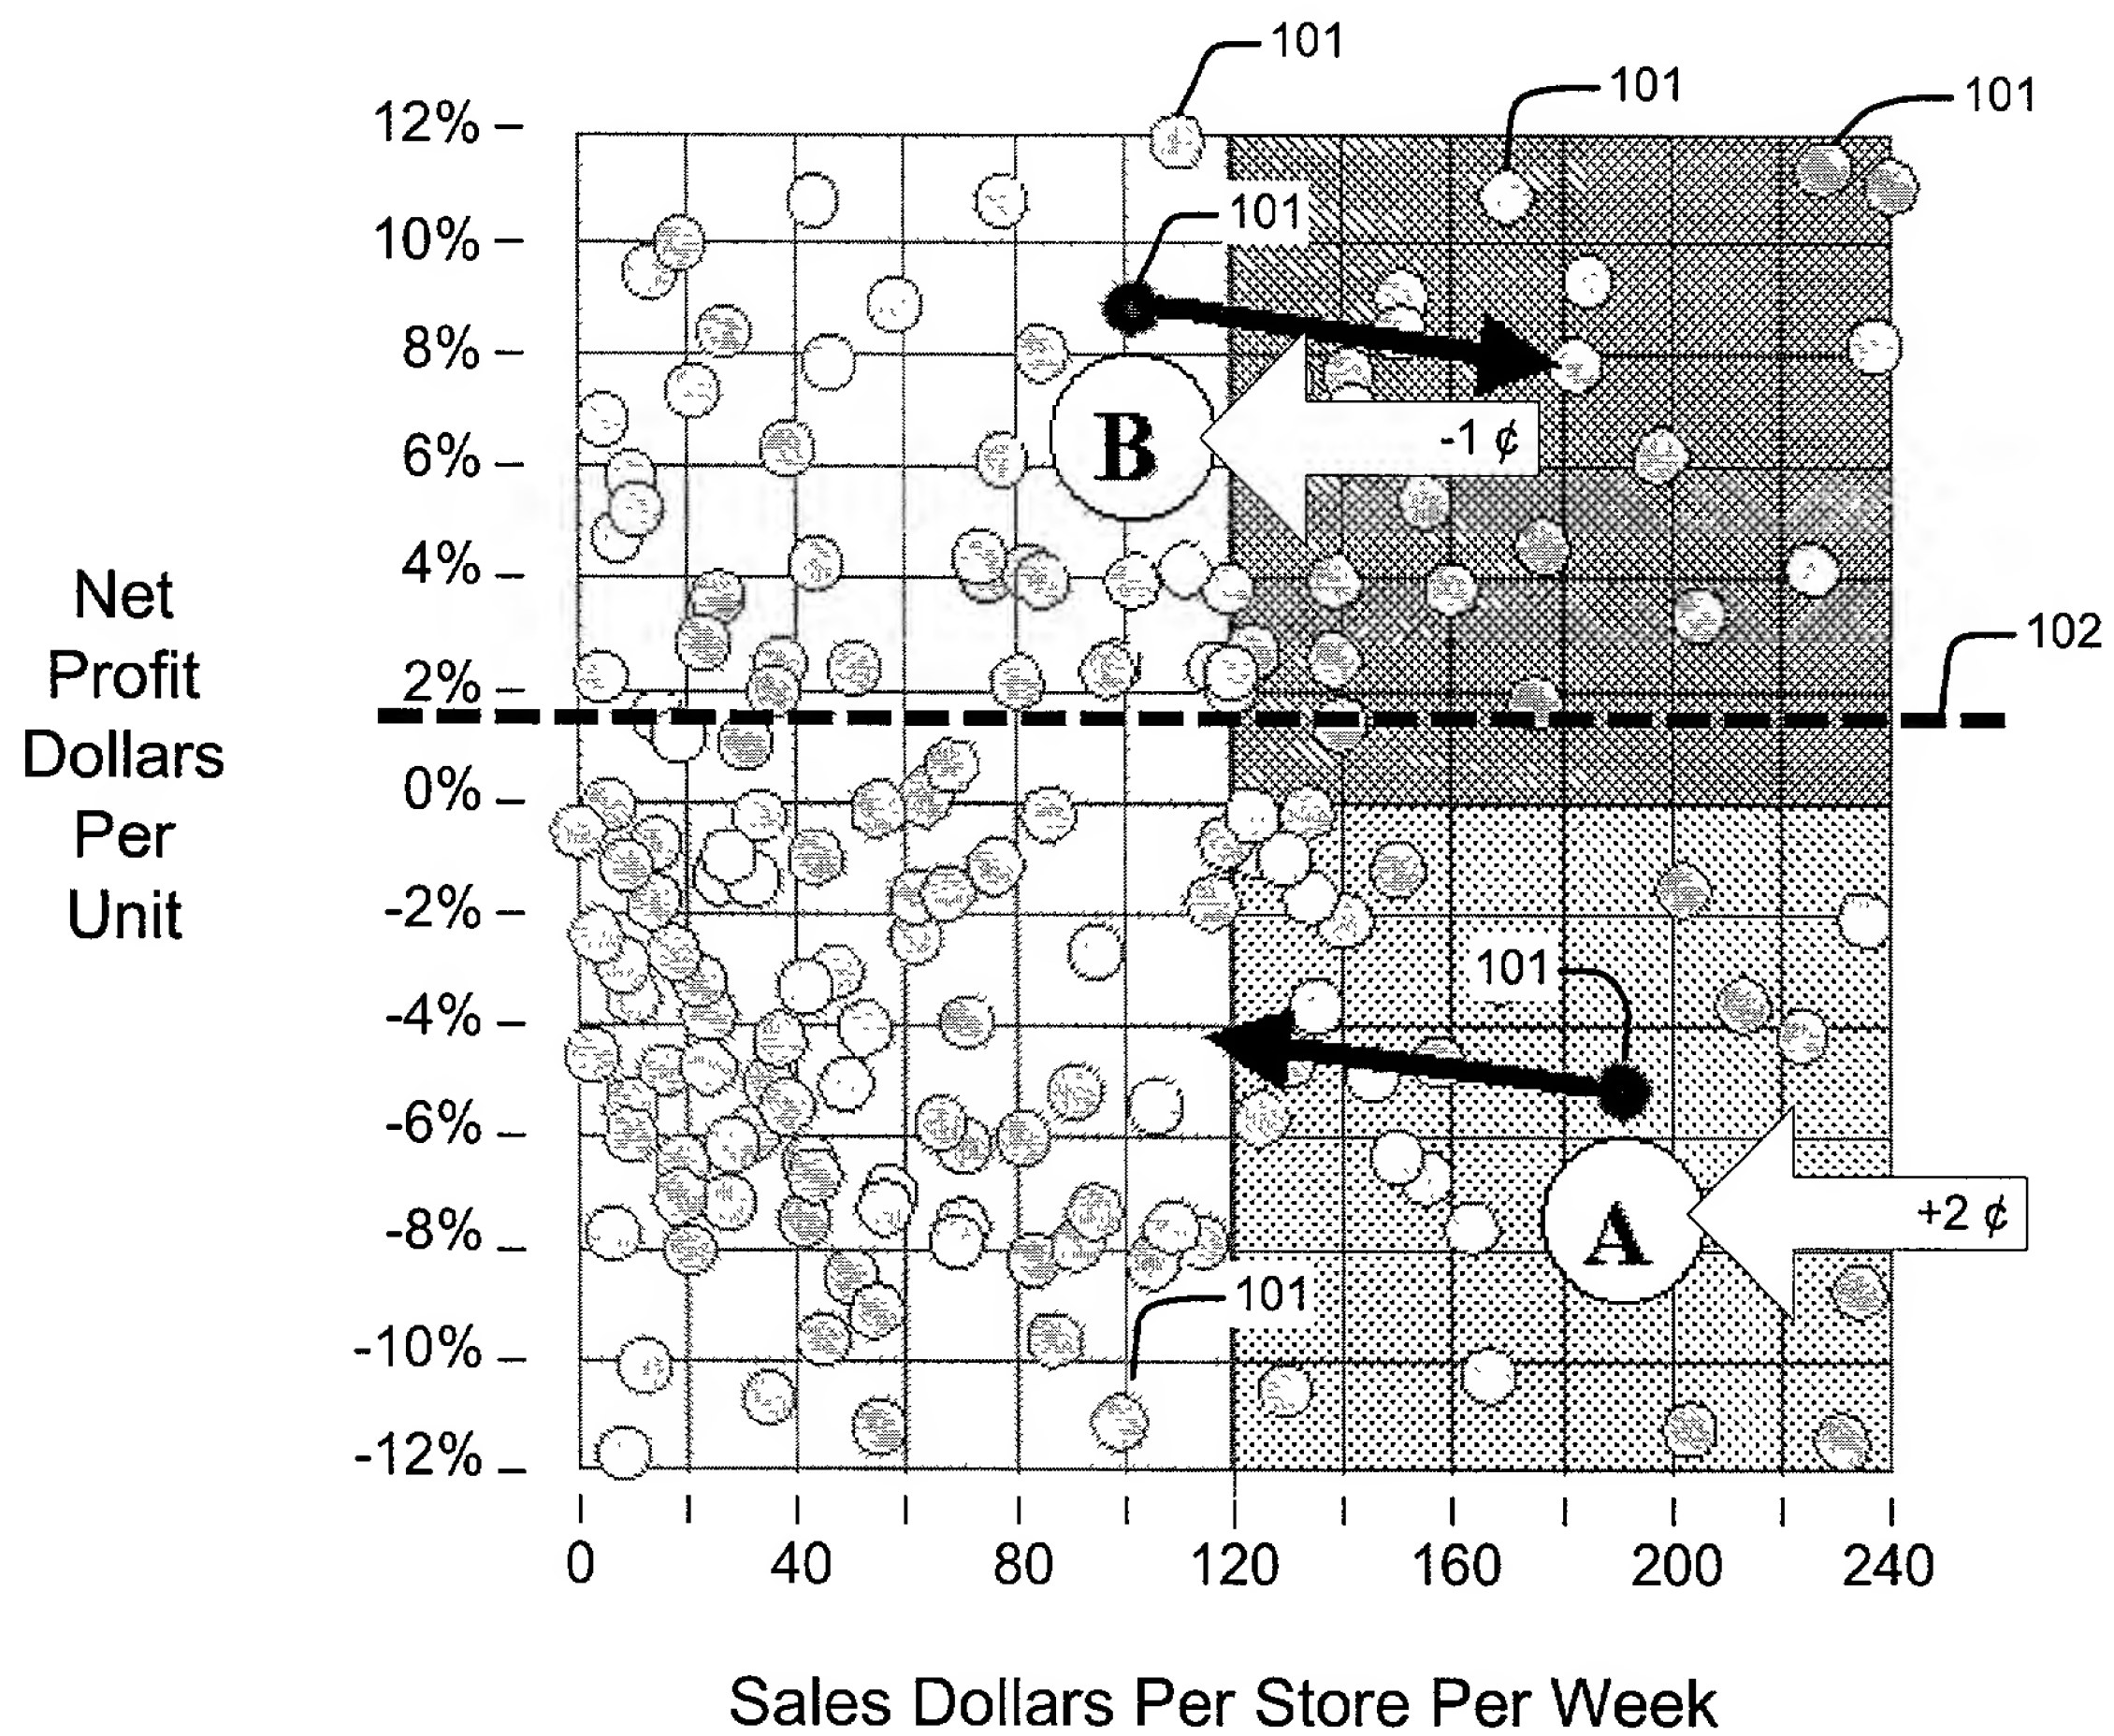 101
101
101
12%
101
10%
8%
B
-1 ¢
6%
4%
Net
Profit
Dollars
Per
Unit
102
2%
0%
-2%
101
-4%
-6%
A
+2 ¢
-8%
101
-10%
-12%
0 40 80 120 160 200 240
Sales Dollars Per Store Per Week